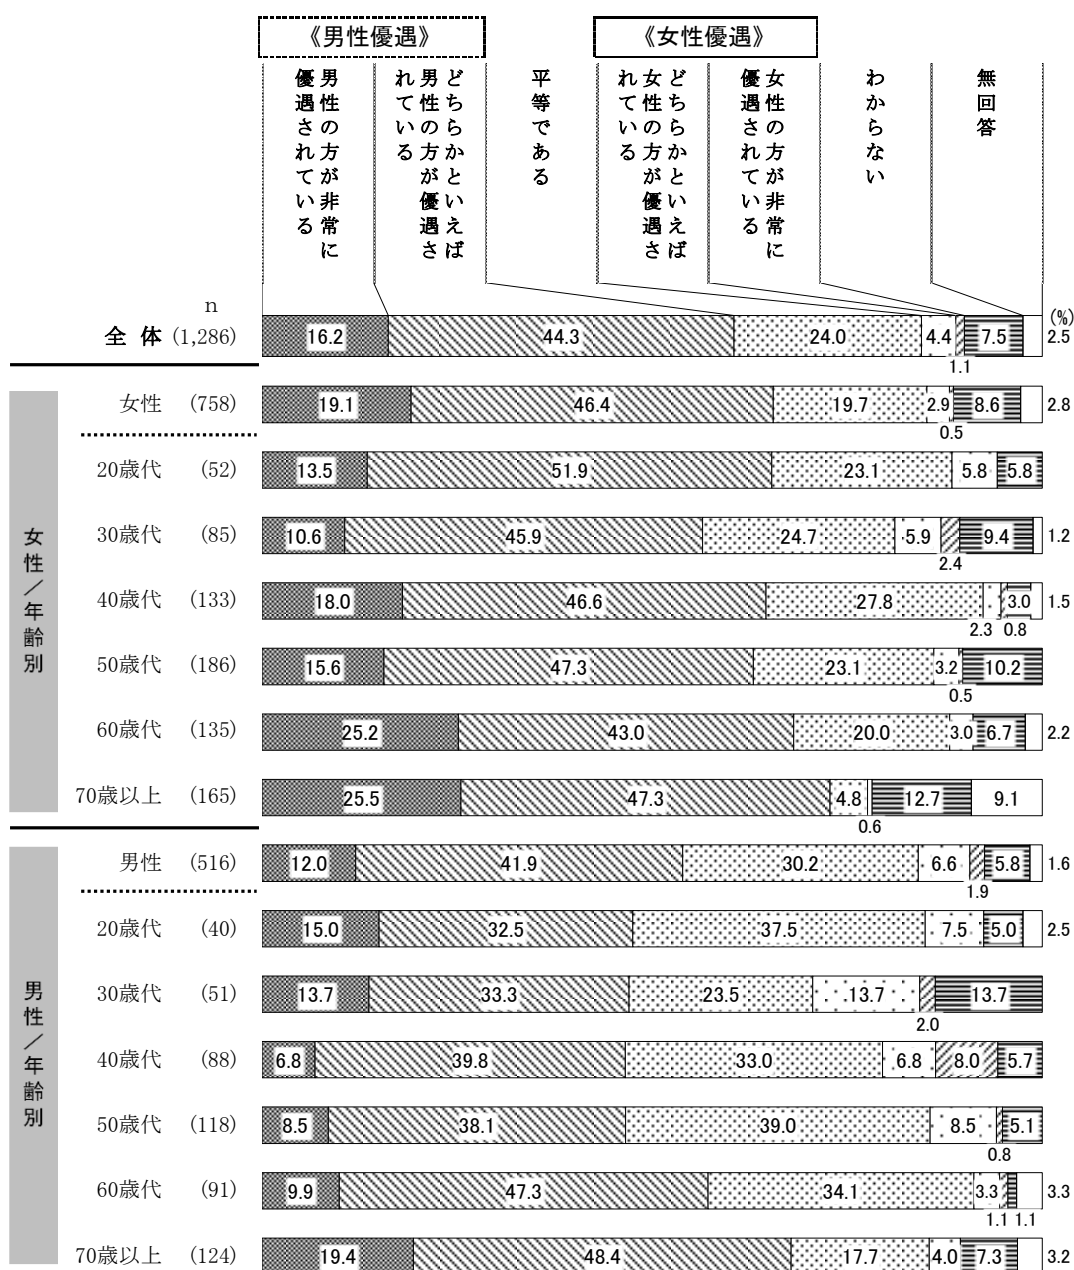 《男性優遇》
《女性優遇》
男性の方が非常に
優遇されている
どちらかといえば
男性の方が優遇さ
れている
平等である
どちらかといえば
女性の方が優遇さ
れている
女性の方が非常に
優遇されている
わからない
無回答
n
(%)
全 体 (1,286) 16.2 44.3 24.0 4.4 1.1 7.5 2.5
女性 (758) 19.1 46.4 19.7 2.9 0.5 8.6 2.8
女性／年齢別
20歳代 (52) 13.5 51.9 23.1 5.8 5.8
30歳代 (85) 10.6 45.9 24.7 5.9 2.4 9.4 1.2
40歳代 (133) 18.0 46.6 27.8 2.3 0.8 3.0 1.5
50歳代 (186) 15.6 47.3 23.1 3.2 0.5 10.2
60歳代 (135) 25.2 43.0 20.0 3.0 6.7 2.2
70歳以上 (165) 25.5 47.3 4.8 0.6 12.7 9.1
男性 (516) 12.0 41.9 30.2 6.6 1.9 5.8 1.6
男性／年齢別
20歳代 (40) 15.0 32.5 37.5 7.5 5.0 2.5
30歳代 (51) 13.7 33.3 23.5 13.7 2.0 13.7
40歳代 (88) 6.8 39.8 33.0 6.8 8.0 5.7
50歳代 (118) 8.5 38.1 39.0 8.5 0.8 5.1
60歳代 (91) 9.9 47.3 34.1 3.3 1.1 1.1 3.3
70歳以上 (124) 19.4 48.4 17.7 4.0 7.3 3.2